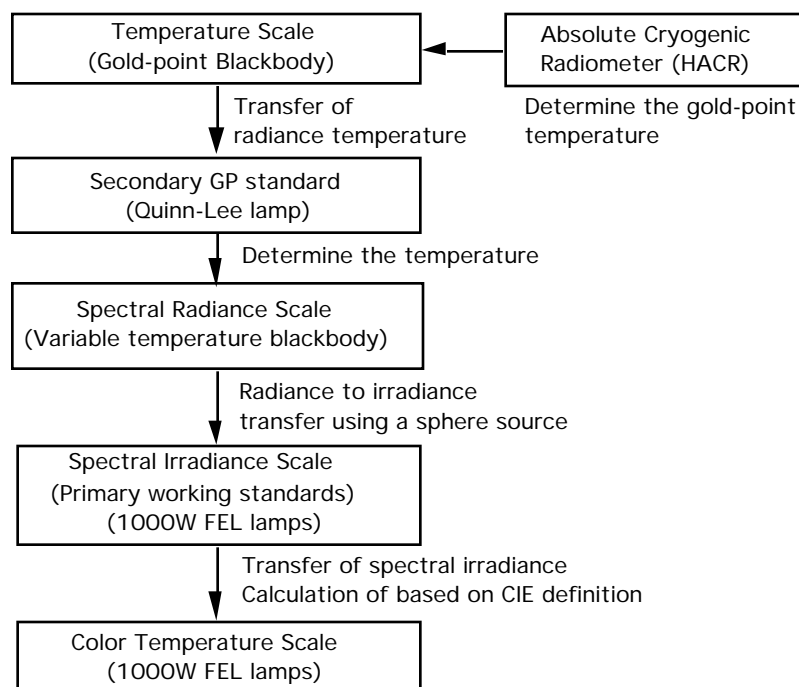 Temperature Scale
(Gold-point Blackbody)
Absolute Cryogenic
Radiometer (HACR)
Determine the gold-point
temperature
Transfer of
radiance temperature
Secondary GP standard
(Quinn-Lee lamp)
Determine the temperature
Spectral Radiance Scale
(Variable temperature blackbody)
Radiance to irradiance
transfer using a sphere source
Spectral Irradiance Scale
(Primary working standards)
(1000W FEL lamps)
Transfer of spectral irradiance
Calculation of based on CIE definition
Color Temperature Scale
(1000W FEL lamps)